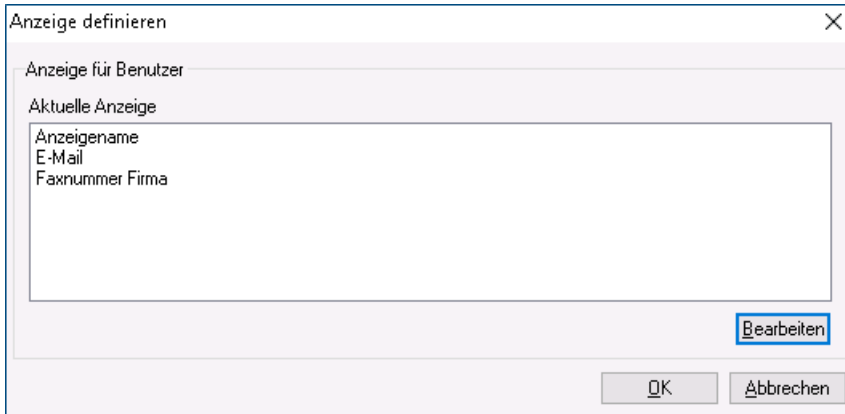 Anzeige definieren
Anzeige für Benutzer
Aktuelle Anzeige
Anzeigename
E-Mail
Faxnummer Firma
Bearbeiten
OK Abbrechen